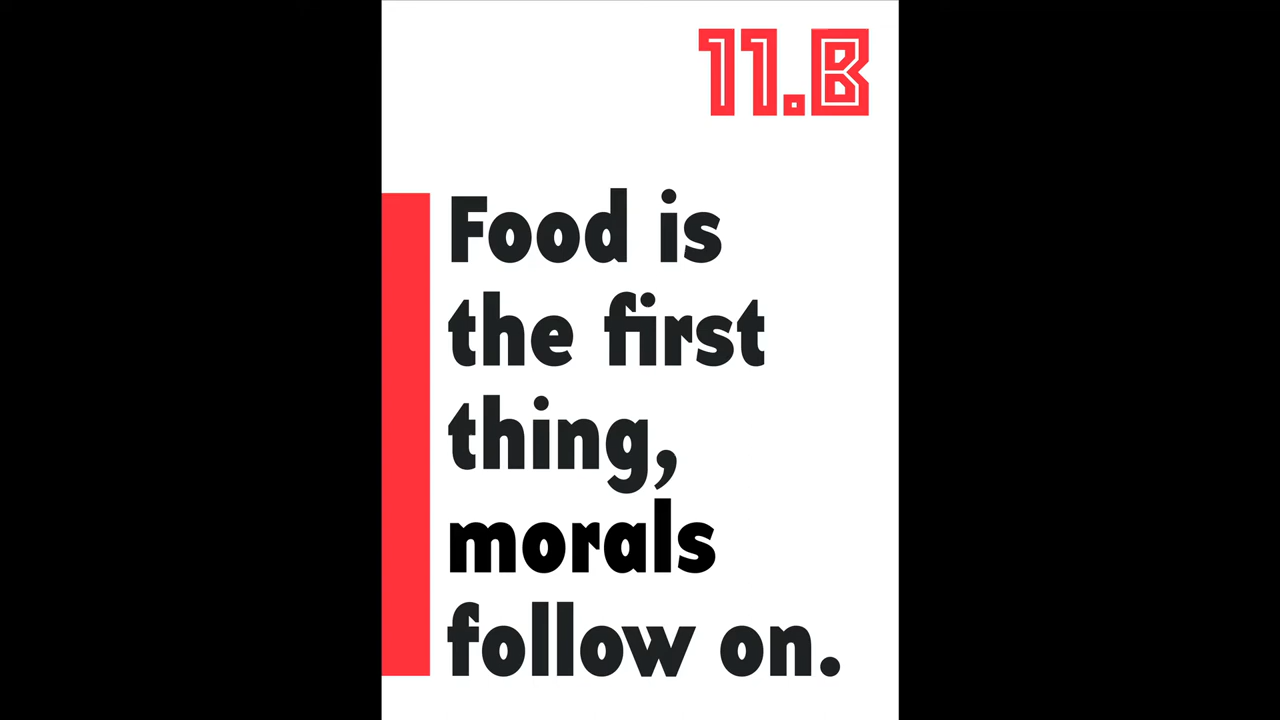 11.B
Food is
the first
thing,
morals
follow on.